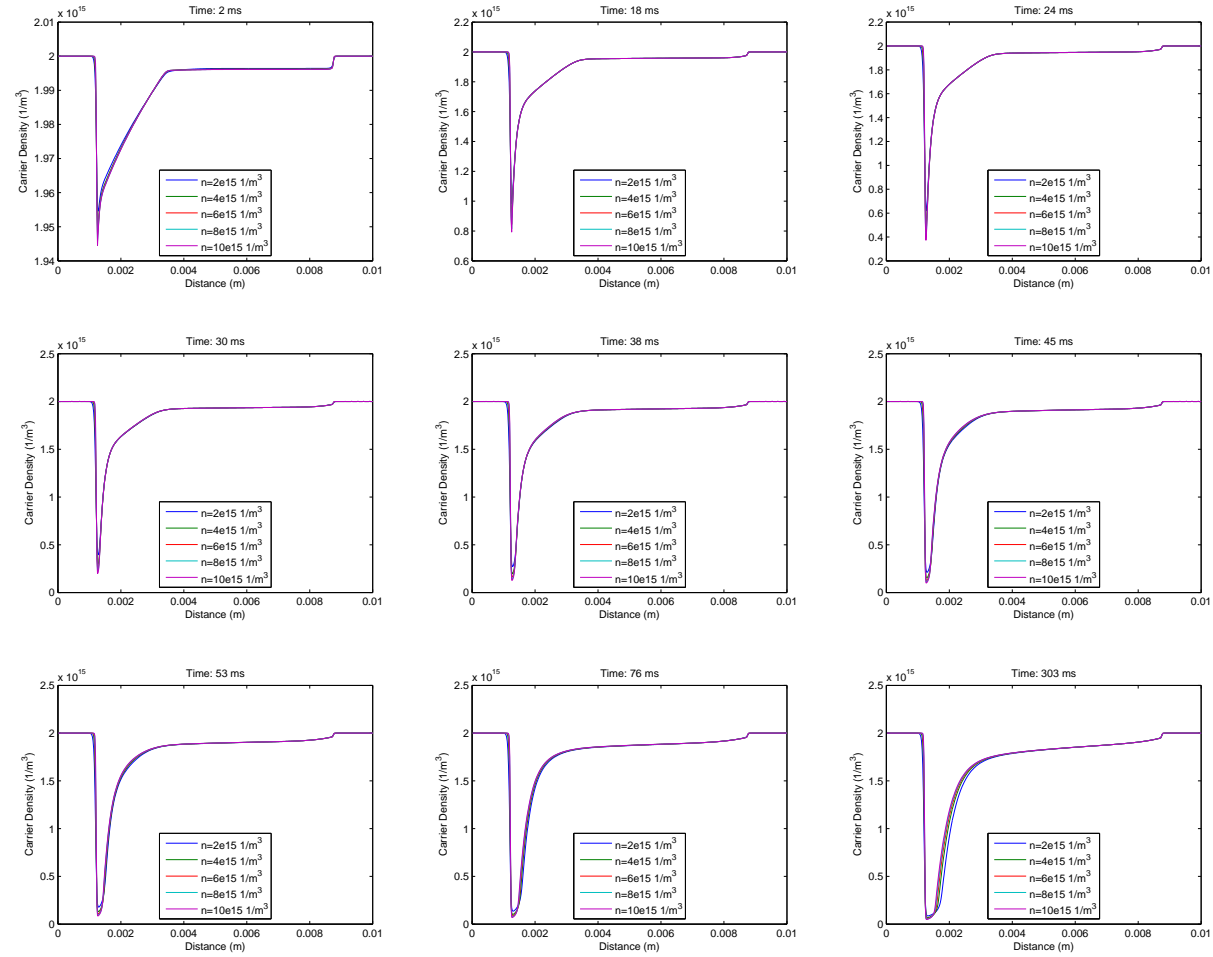 x 10^15
Time: 2 ms
2.01
2
1.99
1.98
1.97
1.96
1.95
1.94
Carrier Density (1/m^3)
n=2e15 1/m^3
n=4e15 1/m^3
n=6e15 1/m^3
n=8e15 1/m^3
n=10e15 1/m^3
0 0.002 0.004 0.006 0.008 0.01
Distance (m)
x 10^15
Time: 18 ms
2.2
2
1.8
1.6
1.4
1.2
1
0.8
0.6
Carrier Density (1/m^3)
n=2e15 1/m^3
n=4e15 1/m^3
n=6e15 1/m^3
n=8e15 1/m^3
n=10e15 1/m^3
0 0.002 0.004 0.006 0.008 0.01
Distance (m)
x 10^15
Time: 24 ms
2.2
2
1.8
1.6
1.4
1.2
1
0.8
0.6
0.4
0.2
Carrier Density (1/m^3)
n=2e15 1/m^3
n=4e15 1/m^3
n=6e15 1/m^3
n=8e15 1/m^3
n=10e15 1/m^3
0 0.002 0.004 0.006 0.008 0.01
Distance (m)
x 10^15
Time: 30 ms
2.5
2
1.5
1
0.5
0
Carrier Density (1/m^3)
n=2e15 1/m^3
n=4e15 1/m^3
n=6e15 1/m^3
n=8e15 1/m^3
n=10e15 1/m^3
0 0.002 0.004 0.006 0.008 0.01
Distance (m)
x 10^15
Time: 38 ms
2.5
2
1.5
1
0.5
0
Carrier Density (1/m^3)
n=2e15 1/m^3
n=4e15 1/m^3
n=6e15 1/m^3
n=8e15 1/m^3
n=10e15 1/m^3
0 0.002 0.004 0.006 0.008 0.01
Distance (m)
x 10^15
Time: 45 ms
2.5
2
1.5
1
0.5
0
Carrier Density (1/m^3)
n=2e15 1/m^3
n=4e15 1/m^3
n=6e15 1/m^3
n=8e15 1/m^3
n=10e15 1/m^3
0 0.002 0.004 0.006 0.008 0.01
Distance (m)
x 10^15
Time: 53 ms
2.5
2
1.5
1
0.5
0
Carrier Density (1/m^3)
n=2e15 1/m^3
n=4e15 1/m^3
n=6e15 1/m^3
n=8e15 1/m^3
n=10e15 1/m^3
0 0.002 0.004 0.006 0.008 0.01
Distance (m)
x 10^15
Time: 76 ms
2.5
2
1.5
1
0.5
0
Carrier Density (1/m^3)
n=2e15 1/m^3
n=4e15 1/m^3
n=6e15 1/m^3
n=8e15 1/m^3
n=10e15 1/m^3
0 0.002 0.004 0.006 0.008 0.01
Distance (m)
x 10^15
Time: 303 ms
2.5
2
1.5
1
0.5
0
Carrier Density (1/m^3)
n=2e15 1/m^3
n=4e15 1/m^3
n=6e15 1/m^3
n=8e15 1/m^3
n=10e15 1/m^3
0 0.002 0.004 0.006 0.008 0.01
Distance (m)